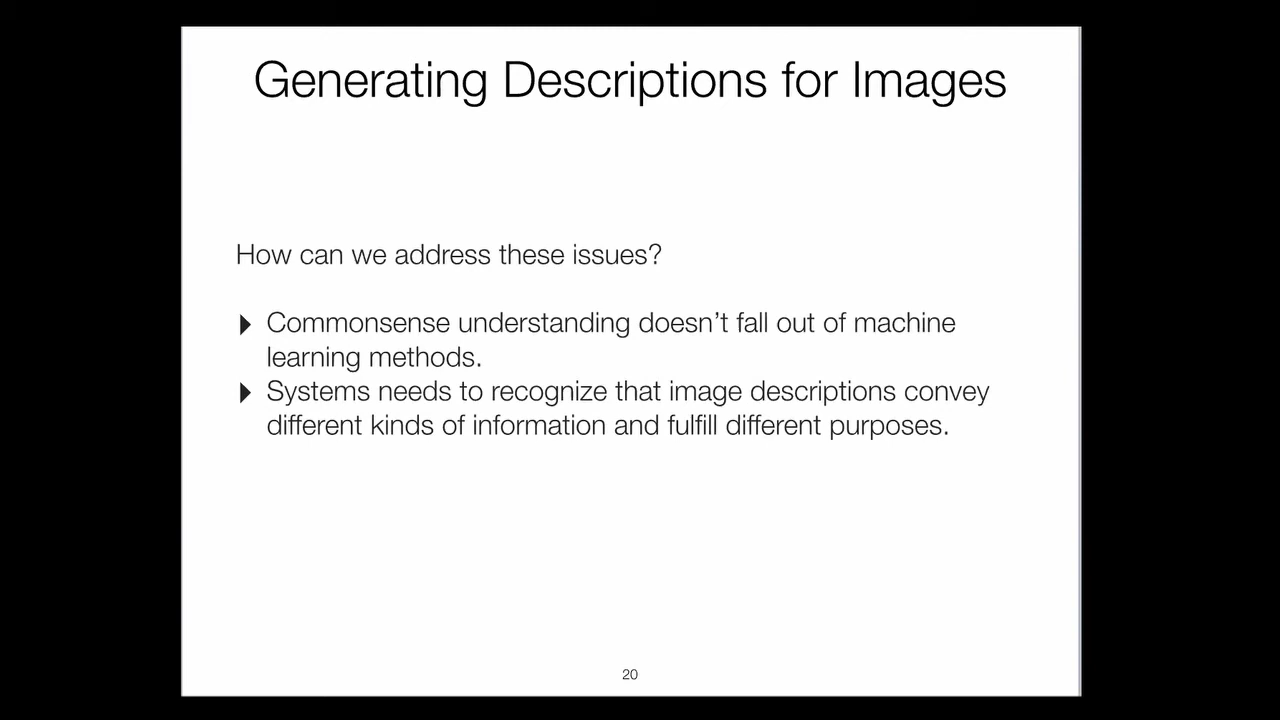 Generating Descriptions for Images
How can we address these issues?
Commonsense understanding doesn't fall out of machine
learning methods.
Systems needs to recognize that image descriptions convey
different kinds of information and fulfill different purposes.
20